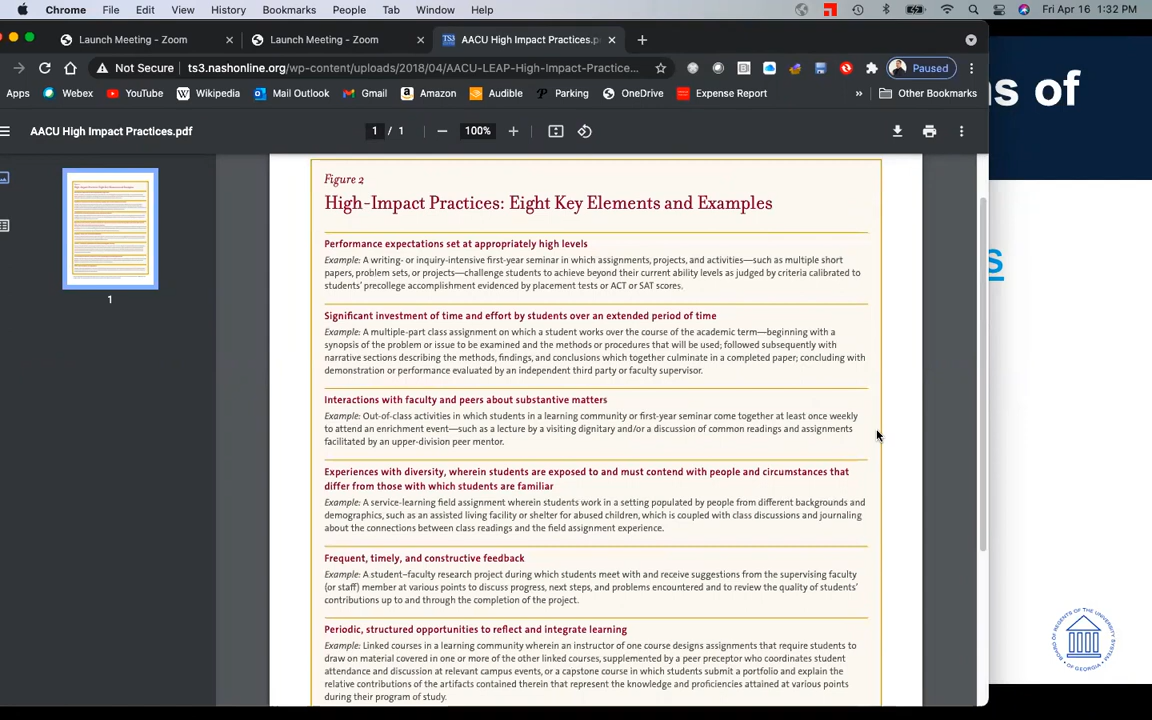 Chrome File Edit View History Bookmarks People Tab Window Help Fri Apr 16 1:32 PM
Launch Meeting - Zoom × Launch Meeting - Zoom × TS3 AACU High Impact Practices.p × +
Not Secure ts3.nashonline.org/wp-content/uploads/2018/04/AACU-LEAP-High-Impact-Practice... Paused
Apps Webex YouTube Wikipedia Mail Outlook Gmail Amazon Audible Parking OneDrive Expense Report » Other Bookmarks
AACU High Impact Practices.pdf 1 / 1 100%
ns of
s
1
Figure 2
High-Impact Practices: Eight Key Elements and Examples
Performance expectations set at appropriately high levels
Example: A writing- or inquiry-intensive first-year seminar in which assignments, projects, and activities—such as multiple short
papers, problem sets, or projects—challenge students to achieve beyond their current ability levels as judged by criteria calibrated to
students' precollege accomplishment evidenced by placement tests or ACT or SAT scores.
Significant investment of time and effort by students over an extended period of time
Example: A multiple-part class assignment on which a student works over the course of the academic term—beginning with a
synopsis of the problem or issue to be examined and the methods or procedures that will be used; followed subsequently with
narrative sections describing the methods, findings, and conclusions which together culminate in a completed paper; concluding with
demonstration or performance evaluated by an independent third party or faculty supervisor.
Interactions with faculty and peers about substantive matters
Example: Out-of-class activities in which students in a learning community or first-year seminar come together at least once weekly
to attend an enrichment event—such as a lecture by a visiting dignitary and/or a discussion of common readings and assignments
facilitated by an upper-division peer mentor.
Experiences with diversity, wherein students are exposed to and must contend with people and circumstances that
differ from those with which students are familiar
Example: A service-learning field assignment wherein students work in a setting populated by people from different backgrounds and
demographics, such as an assisted living facility or shelter for abused children, which is coupled with class discussions and journaling
about the connections between class readings and the field assignment experience.
Frequent, timely, and constructive feedback
Example: A student–faculty research project during which students meet with and receive suggestions from the supervising faculty
(or staff) member at various points to discuss progress, next steps, and problems encountered and to review the quality of students'
contributions up to and through the completion of the project.
Periodic, structured opportunities to reflect and integrate learning
Example: Linked courses in a learning community wherein an instructor of one course designs assignments that require students to
draw on material covered in one or more of the other linked courses, supplemented by a peer preceptor who coordinates student
attendance and discussion at relevant campus events, or a capstone course in which students submit a portfolio and explain the
relative contributions of the artifacts contained therein that represent the knowledge and proficiencies attained at various points
during their program of study.
BOARD OF REGENTS OF THE UNIVERSITY SYSTEM OF GEORGIA